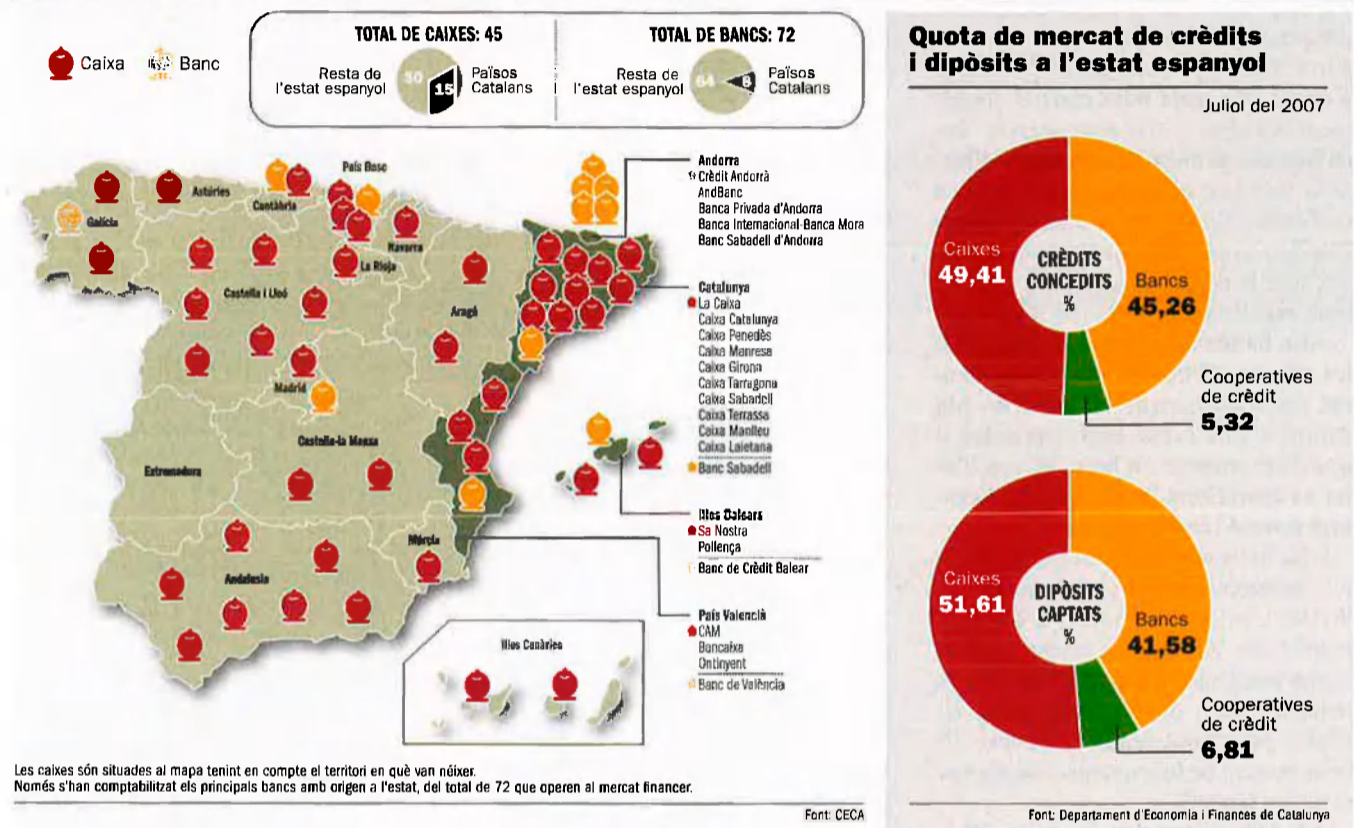 Caixa
Banc
TOTAL DE CAIXES: 45
Resta de
l'estat espanyol
30
15
Països
Catalans
TOTAL DE BANCS: 72
Resta de
l'estat espanyol
64
8
Països
Catalans
Galícia
Astúries
Cantàbria
País Basc
Navarra
La Rioja
Castella i Lleó
Aragó
Madrid
Castella-la Manxa
Extremadura
Andalusia
Múrcia
Illes Canàries
Andorra
Crèdit Andorrà
AndBanc
Banca Privada d'Andorra
Banca Internacional-Banca Mora
Banc Sabadell d'Andorra
Catalunya
La Caixa
Caixa Catalunya
Caixa Penedès
Caixa Manresa
Caixa Girona
Caixa Tarragona
Caixa Sabadell
Caixa Terrassa
Caixa Manlleu
Caixa Laietana
Banc Sabadell
Illes Balears
Sa Nostra
Pollença
Banc de Crèdit Balear
País Valencià
CAM
Bancaixa
Ontinyent
Banc de València
Les caixes són situades al mapa tenint en compte el territori en què van néixer.
Només s'han comptabilitzat els principals bancs amb origen a l'estat, del total de 72 que operen al mercat financer.
Font: CECA
Quota de mercat de crèdits
i dipòsits a l'estat espanyol
Juliol del 2007
Caixes
49,41
CRÈDITS
CONCEDITS
%
Bancs
45,26
Cooperatives
de crèdit
5,32
Caixes
51,61
DIPÒSITS
CAPTATS
%
Bancs
41,58
Cooperatives
de crèdit
6,81
Font: Departament d'Economia i Finances de Catalunya